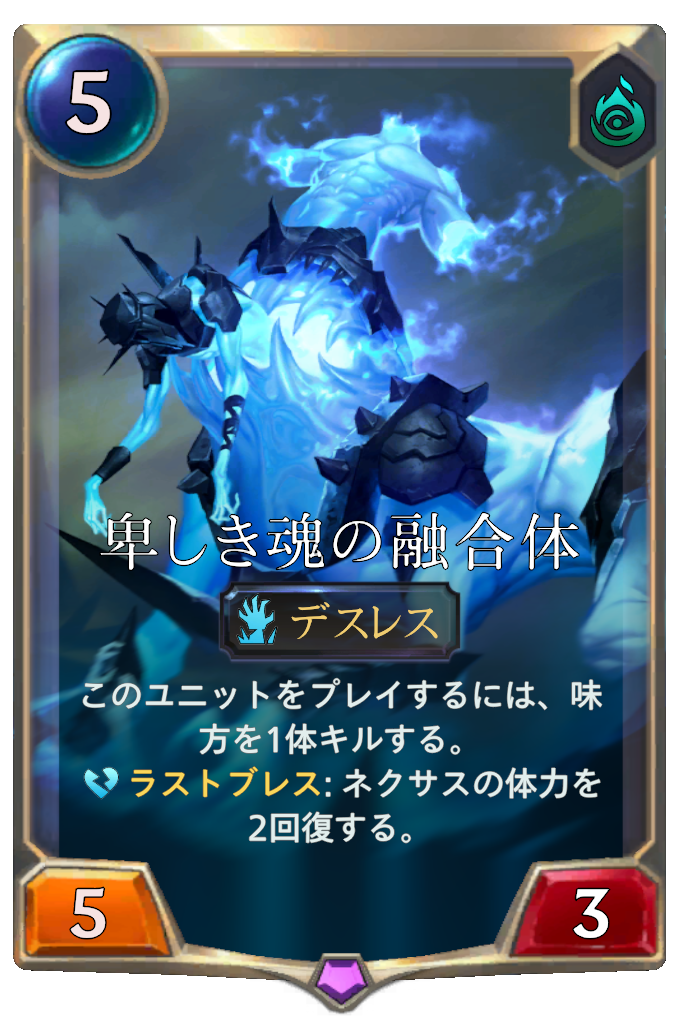 5
卑しき魂の融合体
デスレス
このユニットをプレイするには、味
方を1体キルする。
ラストブレス: ネクサスの体力を
2回復する。
5
3